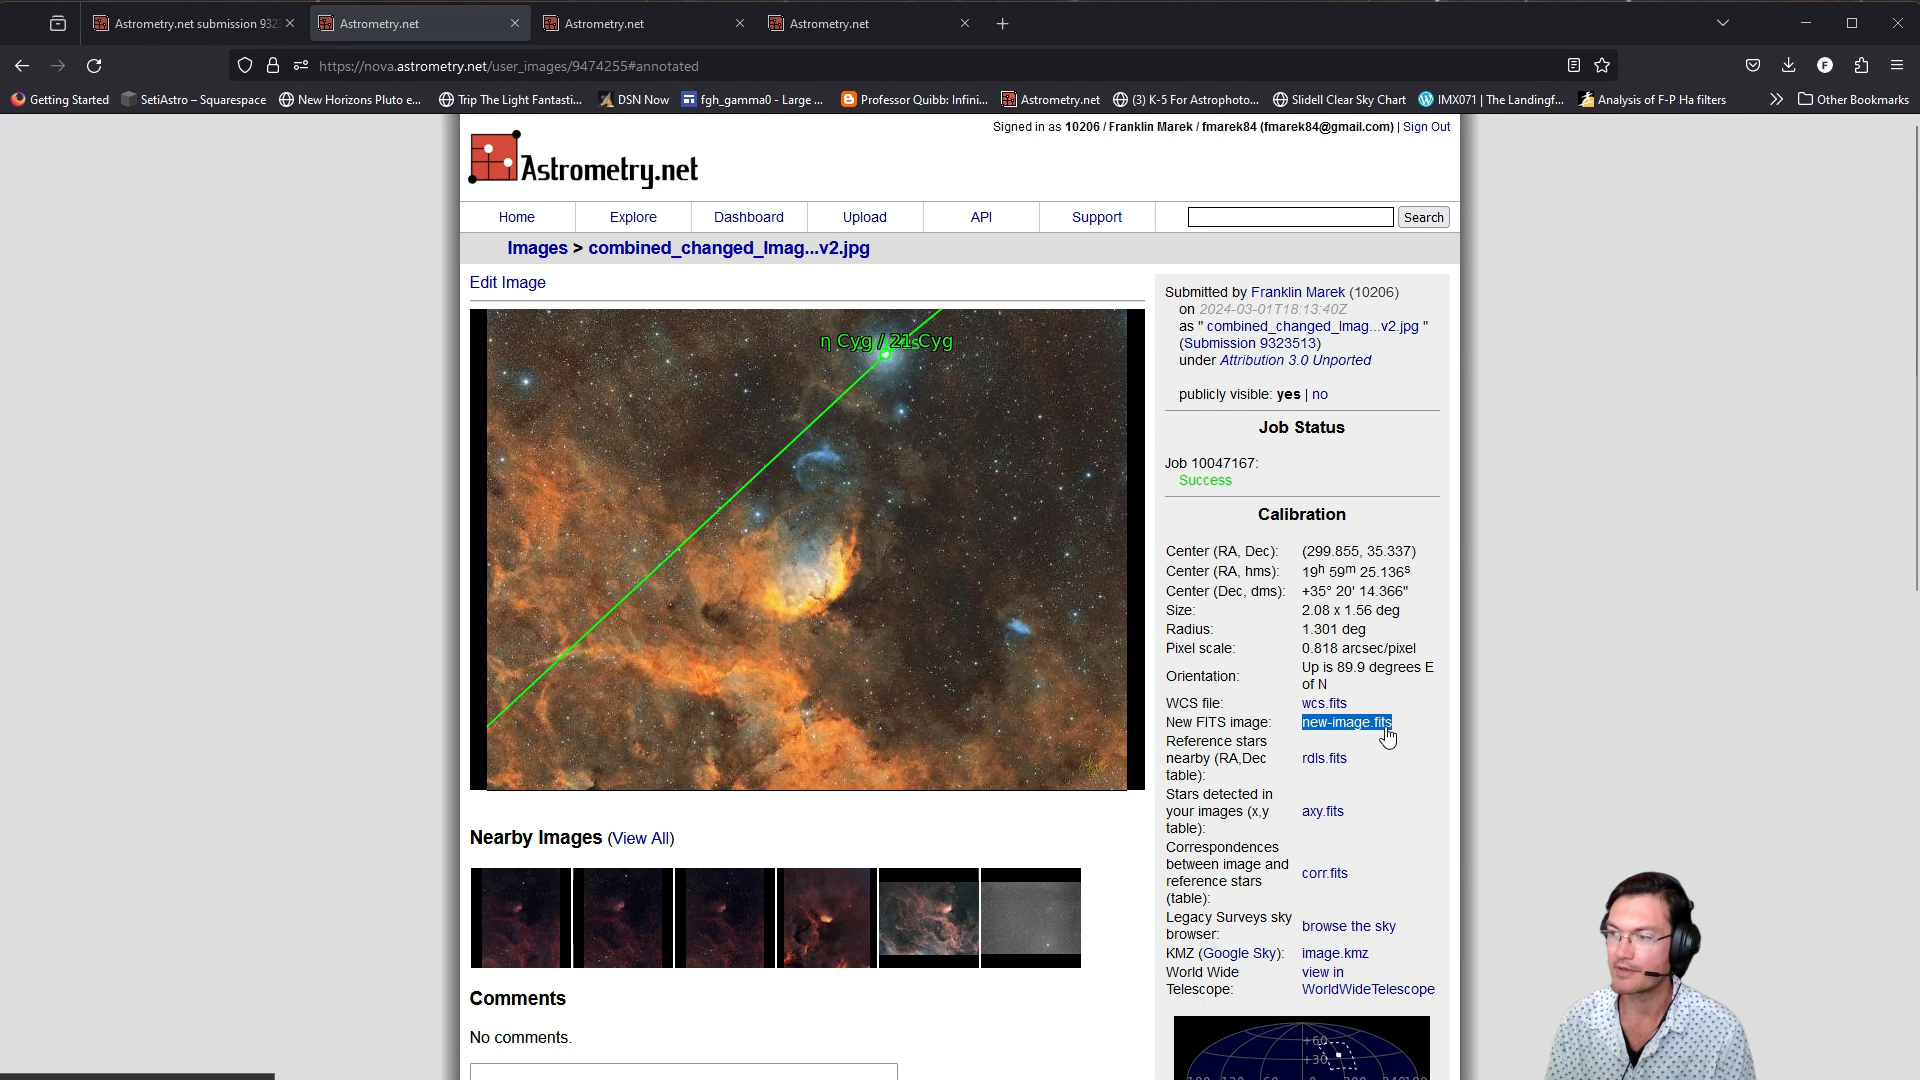 Astrometry.net submission 932
Astrometry.net
Astrometry.net
Astrometry.net
https://nova.astrometry.net/user_images/9474255#annotated
F
Getting Started
SetiAstro – Squarespace
New Horizons Pluto e...
Trip The Light Fantasti...
DSN Now
fgh_gamma0 - Large ...
Professor Quibb: Infini...
Astrometry.net
(3) K-5 For Astrophoto...
Slidell Clear Sky Chart
IMX071 | The Landingf...
Analysis of F-P Ha filters
Other Bookmarks
Signed in as 10206 / Franklin Marek / fmarek84 (fmarek84@gmail.com) | Sign Out
Astrometry.net
Home
Explore
Dashboard
Upload
API
Support
Search
Images > combined_changed_Imag...v2.jpg
Edit Image
η Cyg / 21 Cyg
Nearby Images (View All)
Comments
No comments.
Submitted by Franklin Marek (10206)
on 2024-03-01T18:13:40Z
as " combined_changed_Imag...v2.jpg "
(Submission 9323513)
under Attribution 3.0 Unported
publicly visible: yes | no
Job Status
Job 10047167:
Success
Calibration
Center (RA, Dec): (299.855, 35.337)
Center (RA, hms): 19h 59m 25.136s
Center (Dec, dms): +35° 20' 14.366"
Size: 2.08 x 1.56 deg
Radius: 1.301 deg
Pixel scale: 0.818 arcsec/pixel
Orientation: Up is 89.9 degrees E
of N
WCS file: wcs.fits
New FITS image: new-image.fits
Reference stars
nearby (RA,Dec rdls.fits
table):
Stars detected in
your images (x,y axy.fits
table):
Correspondences
between image and
reference stars corr.fits
(table):
Legacy Surveys sky
browser: browse the sky
KMZ (Google Sky): image.kmz
World Wide view in
Telescope: WorldWideTelescope
+60
+30